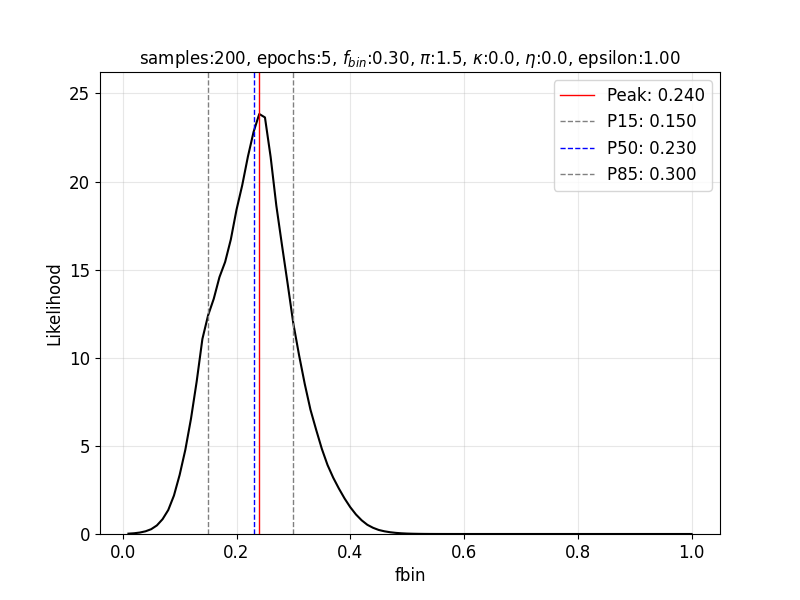 samples:200, epochs:5, f_bin:0.30, π:1.5, κ:0.0, η:0.0, epsilon:1.00
25
20
15
10
5
0
Likelihood
Peak: 0.240
P15: 0.150
P50: 0.230
P85: 0.300
0.0 0.2 0.4 0.6 0.8 1.0
fbin